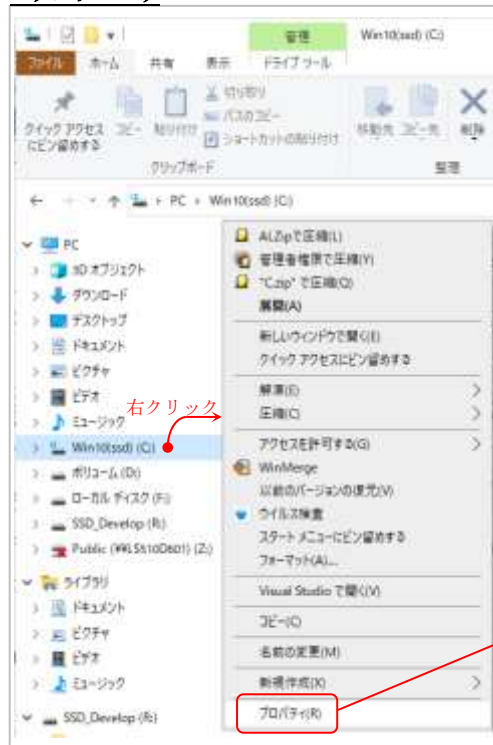 管理
Win10(ssd) (C:)
ファイル ホーム 共有 表示 ドライブ ツール
クイック アクセス
にピン留めする
コピー 貼り付け
切り取り
パスのコピー
ショートカットの貼り付け
移動先 コピー先 削除
クリップボード
整理
PC › Win10(ssd) (C:)
PC
3D オブジェクト
ダウンロード
デスクトップ
ドキュメント
ピクチャ
ビデオ
ミュージック
Win10(ssd) (C:)
ボリューム (D:)
ローカル ディスク (F:)
SSD_Develop (R:)
Public (Z:)
ライブラリ
ドキュメント
ピクチャ
ビデオ
ミュージック
SSD_Develop (R:)
右クリック
ALZipで圧縮(L)
管理者権限で圧縮(Y)
"C.zip" で圧縮(Q)
展開(A)
新しいウィンドウで開く(E)
クイック アクセスにピン留めする
解凍(E)
圧縮(C)
アクセスを許可する(G)
WinMerge
以前のバージョンの復元(V)
ウイルス検査
スタート メニューにピン留めする
フォーマット(A)...
Visual Studio で開く(V)
コピー(C)
名前の変更(M)
新規作成(X)
プロパティ(R)